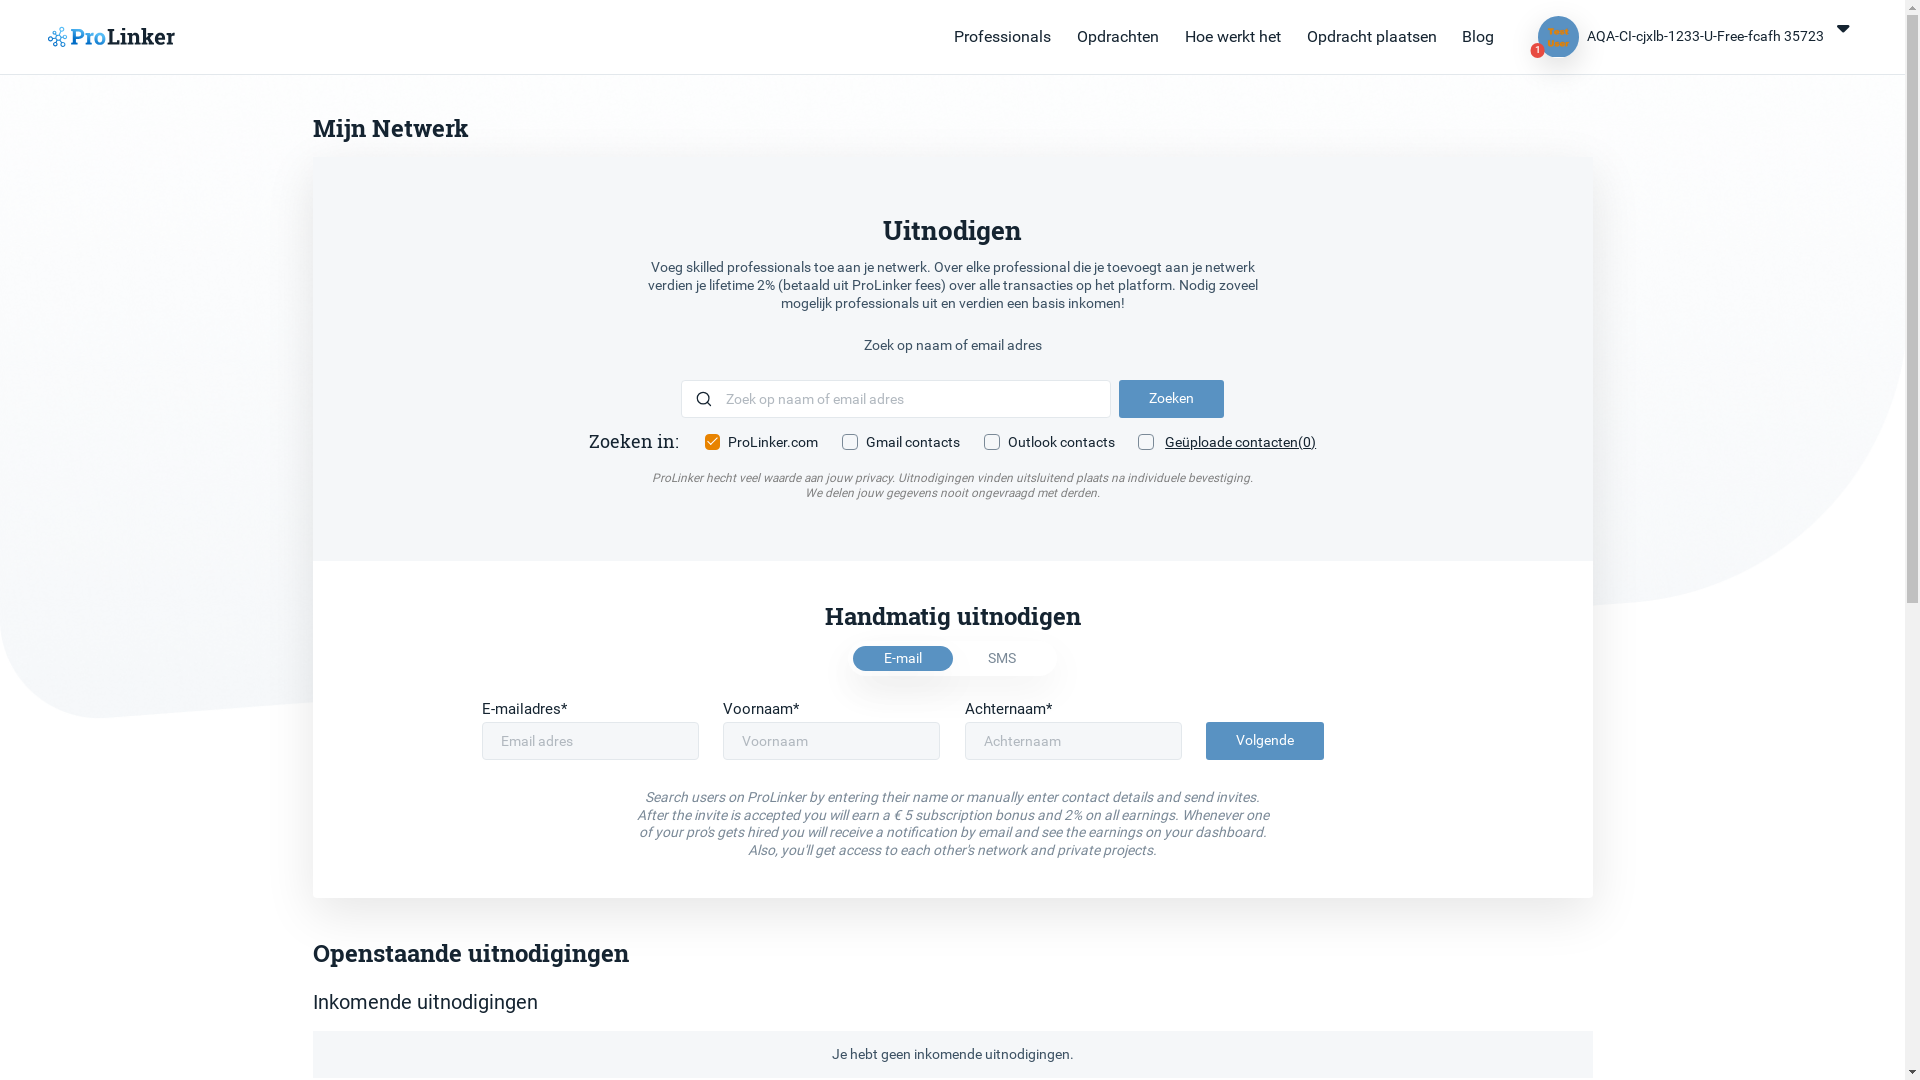 ProLinker
Professionals
Opdrachten
Hoe werkt het
Opdracht plaatsen
Blog
Test
User
1
AQA-CI-cjxlb-1233-U-Free-fcafh 35723
Mijn Netwerk
Uitnodigen
Voeg skilled professionals toe aan je netwerk. Over elke professional die je toevoegt aan je netwerk
verdien je lifetime 2% (betaald uit ProLinker fees) over alle transacties op het platform. Nodig zoveel
mogelijk professionals uit en verdien een basis inkomen!
Zoek op naam of email adres
Zoek op naam of email adres
Zoeken
Zoeken in:
ProLinker.com
Gmail contacts
Outlook contacts
Geüploade contacten(0)
ProLinker hecht veel waarde aan jouw privacy. Uitnodigingen vinden uitsluitend plaats na individuele bevestiging.
We delen jouw gegevens nooit ongevraagd met derden.
Handmatig uitnodigen
E-mail
SMS
E-mailadres*
Voornaam*
Achternaam*
Email adres
Voornaam
Achternaam
Volgende
Search users on ProLinker by entering their name or manually enter contact details and send invites.
After the invite is accepted you will earn a € 5 subscription bonus and 2% on all earnings. Whenever one
of your pro's gets hired you will receive a notification by email and see the earnings on your dashboard.
Also, you'll get access to each other's network and private projects.
Openstaande uitnodigingen
Inkomende uitnodigingen
Je hebt geen inkomende uitnodigingen.